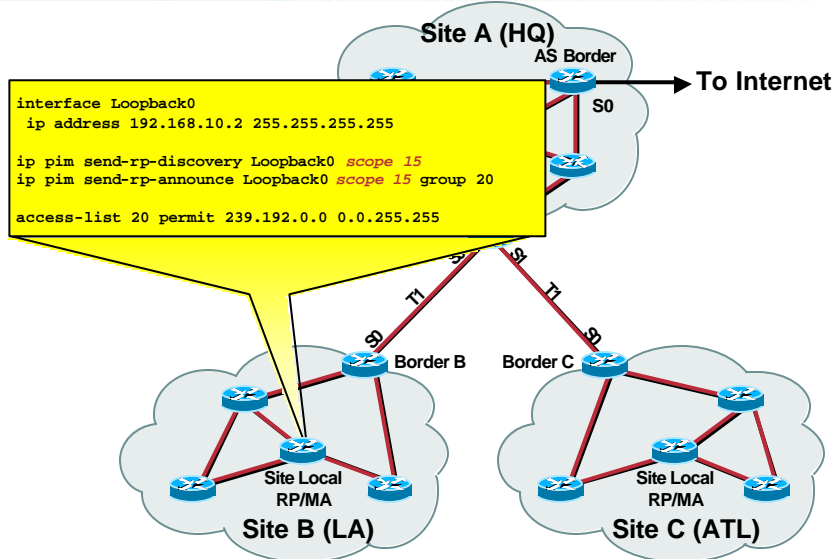 Site A (HQ)
AS Border
To Internet
S0
interface Loopback0
ip address 192.168.10.2 255.255.255.255
ip pim send-rp-discovery Loopback0 scope 15
ip pim send-rp-announce Loopback0 scope 15 group 20
access-list 20 permit 239.192.0.0 0.0.255.255
S1
T1
T1
S0
S0
Border B
Border C
Site Local
RP/MA
Site Local
RP/MA
Site B (LA)
Site C (ATL)